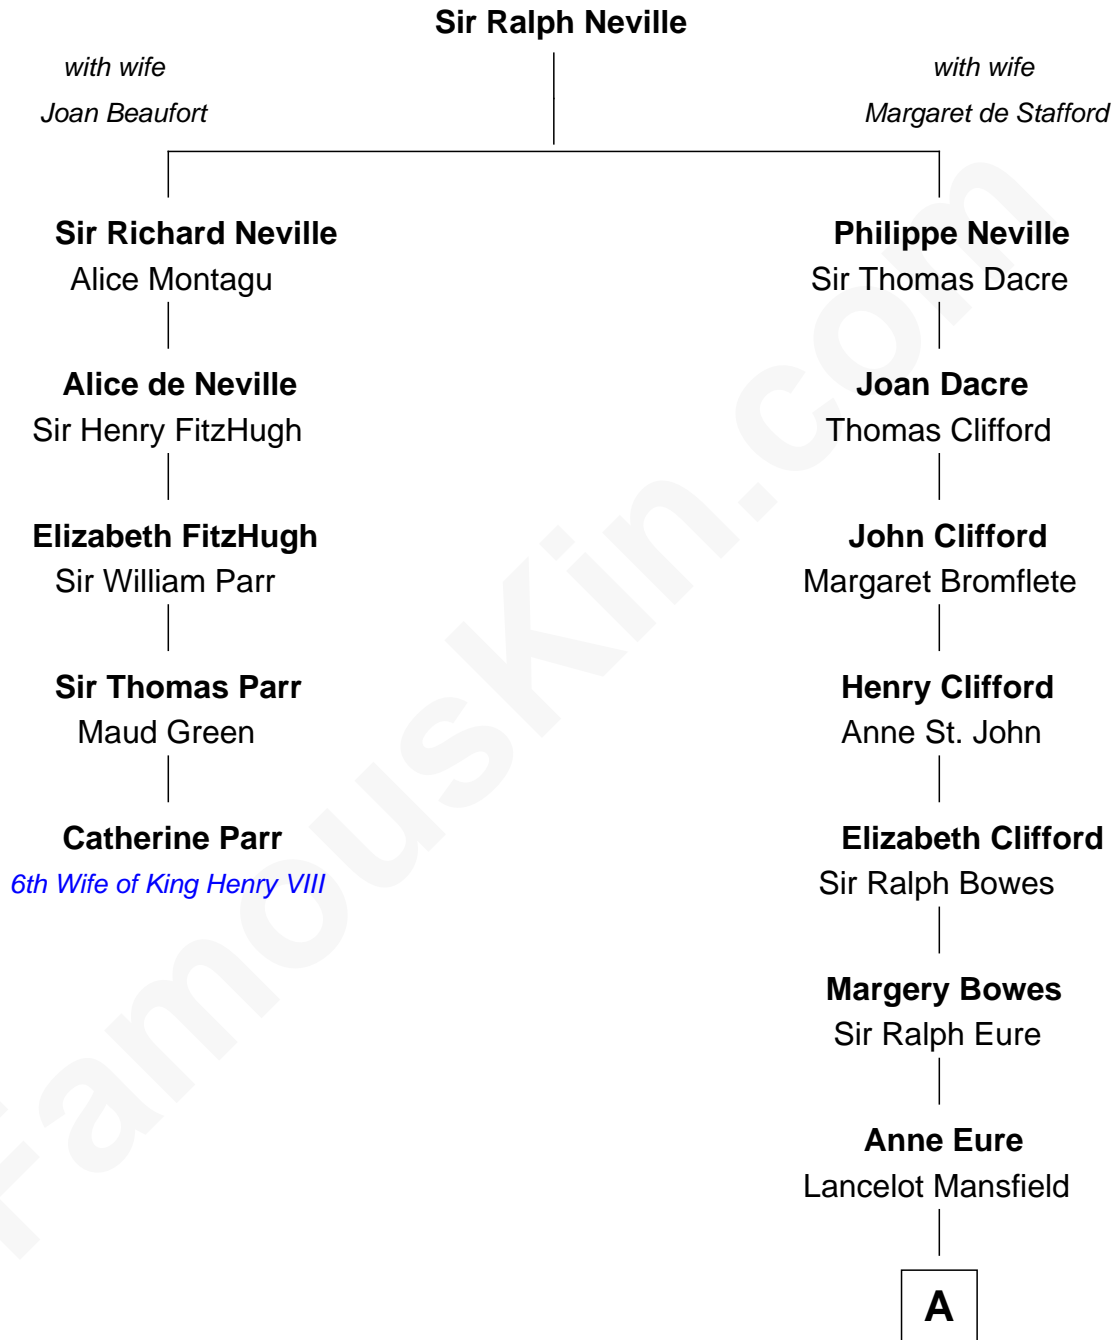 Sir Ralph Neville
with wife
Joan Beaufort
with wife
Margaret de Stafford
Sir Richard Neville
Alice Montagu
Philippe Neville
Sir Thomas Dacre
Alice de Neville
Sir Henry FitzHugh
Joan Dacre
Thomas Clifford
Elizabeth FitzHugh
Sir William Parr
John Clifford
Margaret Bromflete
Sir Thomas Parr
Maud Green
Henry Clifford
Anne St. John
Catherine Parr
6th Wife of King Henry VIII
Elizabeth Clifford
Sir Ralph Bowes
Margery Bowes
Sir Ralph Eure
Anne Eure
Lancelot Mansfield
A
FamousKin.com